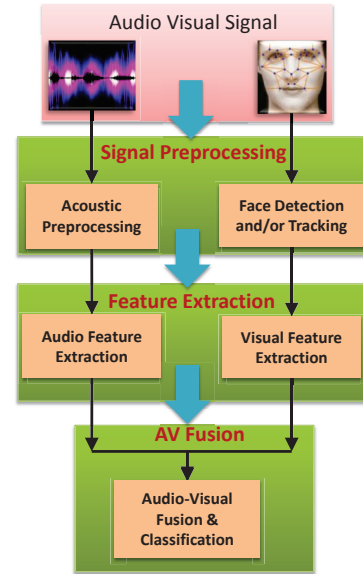 Audio Visual Signal
Signal Preprocessing
Acoustic
Preprocessing
Face Detection
and/or Tracking
Feature Extraction
Audio Feature
Extraction
Visual Feature
Extraction
AV Fusion
Audio-Visual
Fusion &
Classification